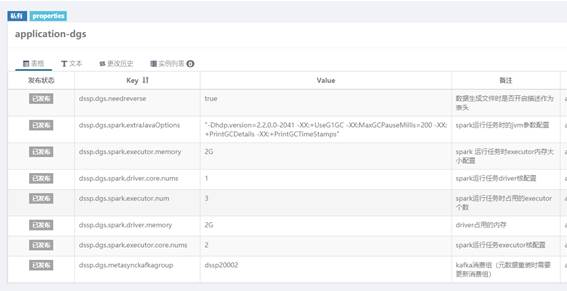 私有 properties
application-dgs
表格 文本 更改历史 实例列表 0
发布状态 Key Value 备注
已发布 dssp.dgs.needreverse true 数据生成文件时是否开启描述作为
表头
已发布 dssp.dgs.spark.extraJavaOptions "-Dhdp.version=2.2.0.0-2041 -XX:+UseG1GC -XX:MaxGCPauseMillis=200 -XX: spark运行任务时的jvm参数配置
+PrintGCDetails -XX:+PrintGCTimeStamps"
已发布 dssp.dgs.spark.executor.memory 2G spark 运行任务时executor内存大
小配置
已发布 dssp.dgs.spark.driver.core.nums 1 spark运行任务driver核配置
已发布 dssp.dgs.spark.executor.num 3 spark运行任务时占用的executor
个数
已发布 dssp.dgs.spark.driver.memory 2G driver占用的内存
已发布 dssp.dgs.spark.executor.core.nums 2 spark运行任务executor核配置
已发布 dssp.dgs.metasynckafkagroup dssp20002 kafka消费组（元数据重消时需要
更新消费组）